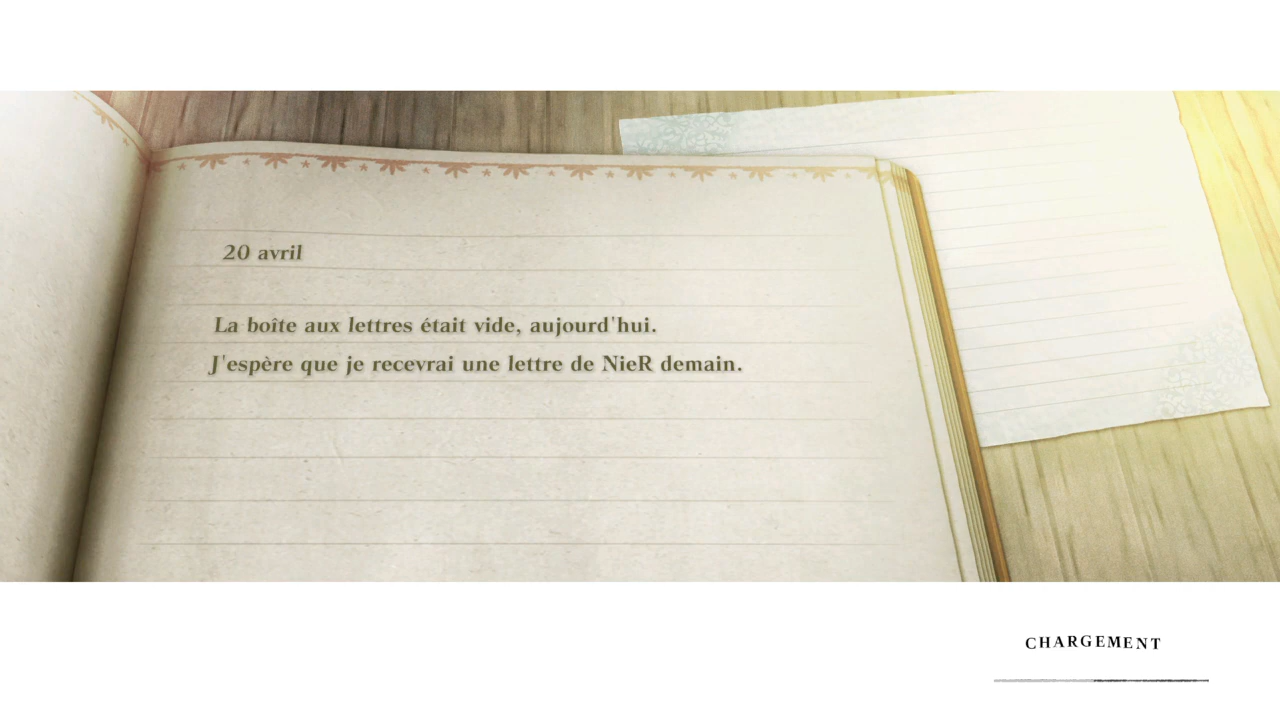 20 avril
La boîte aux lettres était vide, aujourd'hui.
J'espère que je recevrai une lettre de NieR demain.
CHARGEMENT